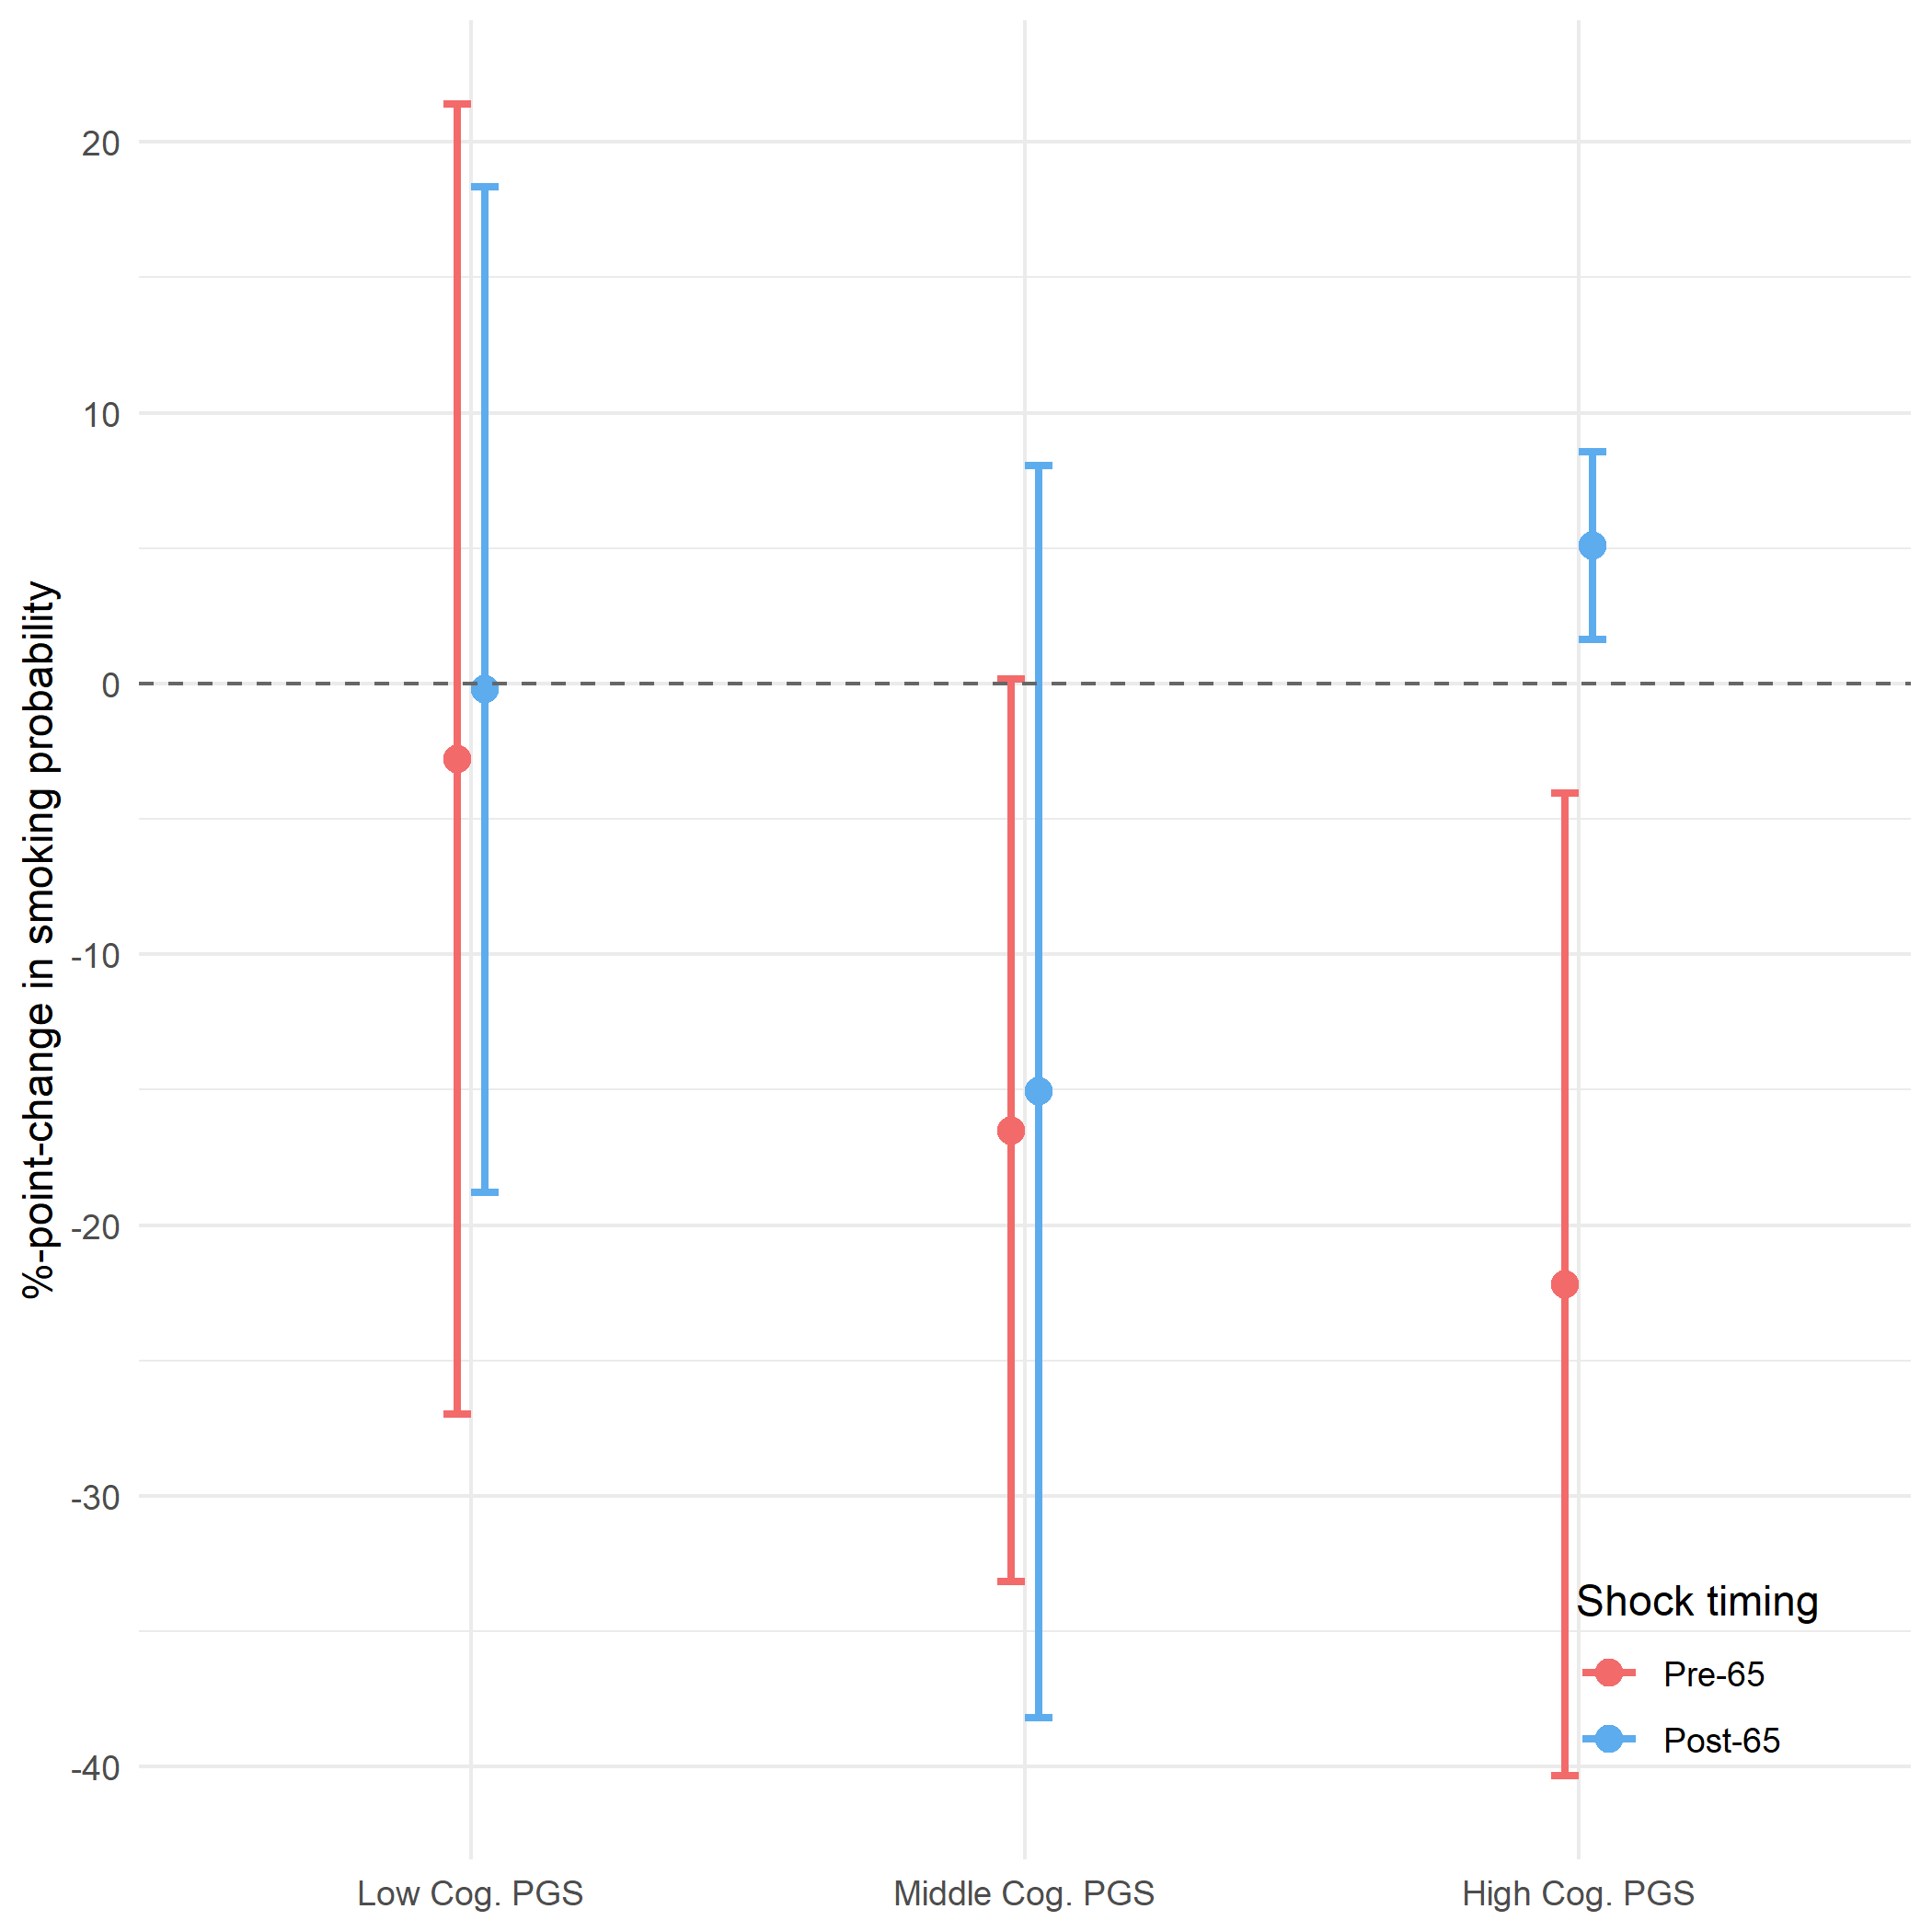 %-point-change in smoking probability
20
10
0
-10
-20
-30
-40
Shock timing
Pre-65
Post-65
Low Cog. PGS
Middle Cog. PGS
High Cog. PGS